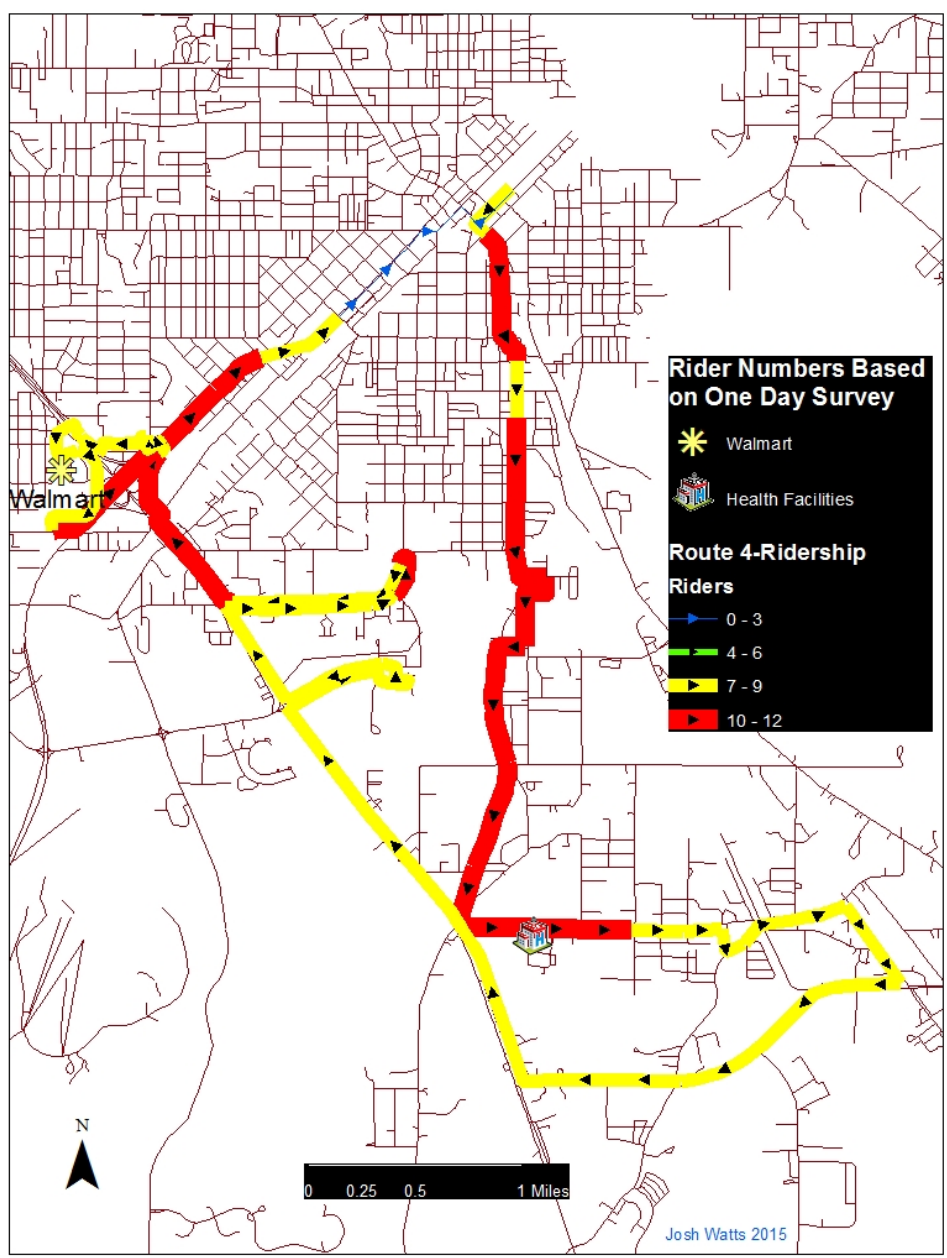 Rider Numbers Based
on One Day Survey
Walmart
Health Facilities
Route 4-Ridership
Riders
0 - 3
4 - 6
7 - 9
10 - 12
Walmart
N
0 0.25 0.5 1 Miles
Josh Watts 2015